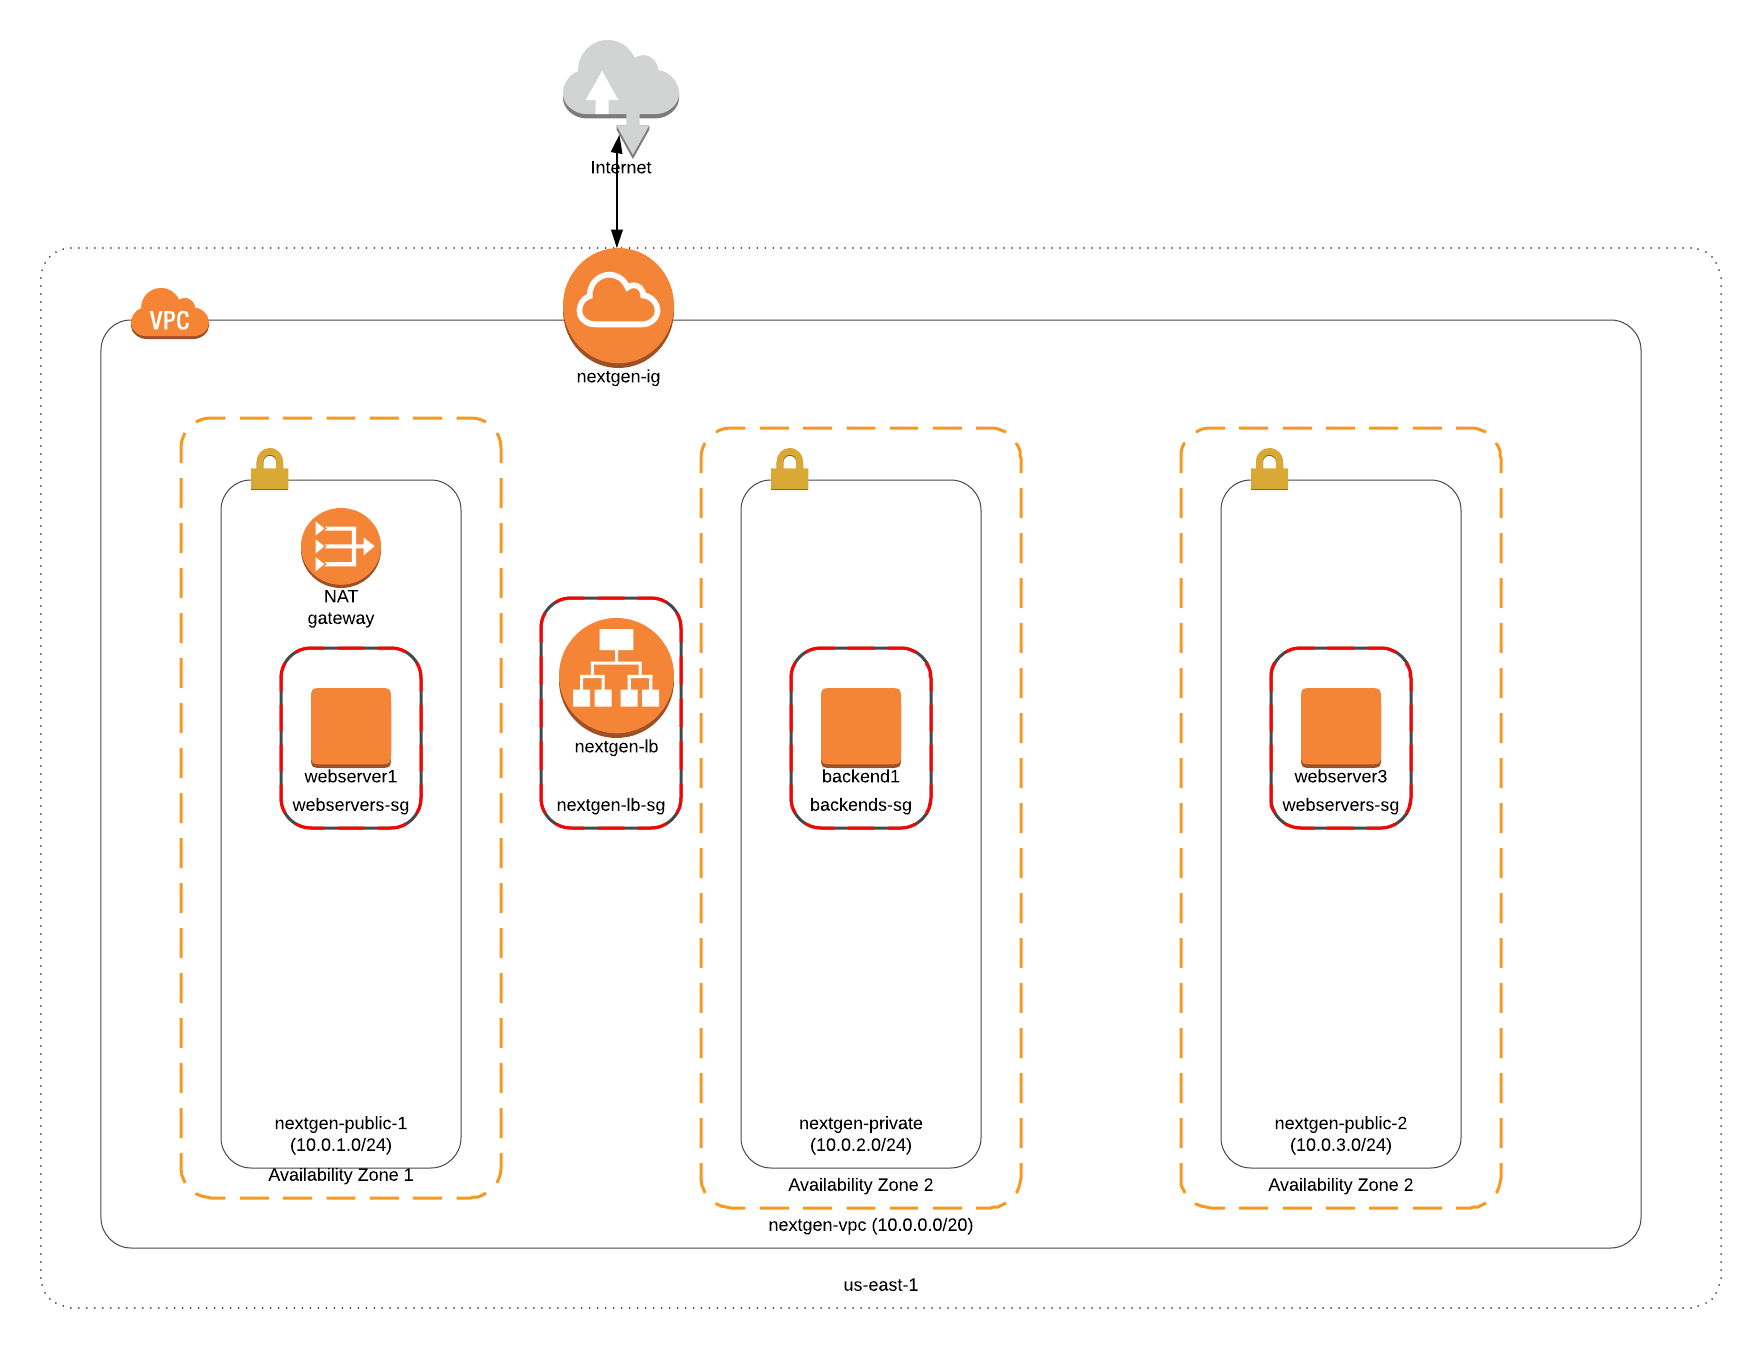 Internet
VPC
nextgen-ig
NAT
gateway
webserver1
webservers-sg
nextgen-public-1
(10.0.1.0/24)
Availability Zone 1
nextgen-lb
nextgen-lb-sg
backend1
backends-sg
nextgen-private
(10.0.2.0/24)
Availability Zone 2
webserver3
webservers-sg
nextgen-public-2
(10.0.3.0/24)
Availability Zone 2
nextgen-vpc (10.0.0.0/20)
us-east-1